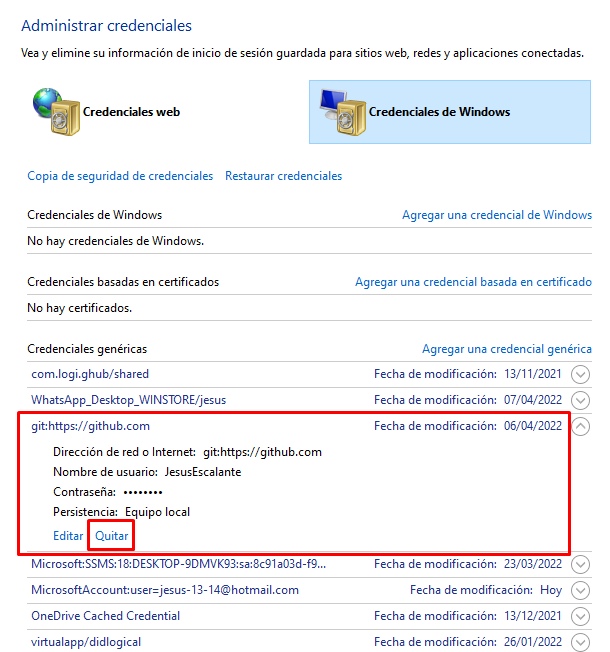 Administrar credenciales
Vea y elimine su información de inicio de sesión guardada para sitios web, redes y aplicaciones conectadas.
Credenciales web
Credenciales de Windows
Copia de seguridad de credenciales Restaurar credenciales
Credenciales de Windows Agregar una credencial de Windows
No hay credenciales de Windows.
Credenciales basadas en certificados Agregar una credencial basada en certificado
No hay certificados.
Credenciales genéricas Agregar una credencial genérica
com.logi.ghub/shared Fecha de modificación: 13/11/2021
WhatsApp_Desktop_WINSTORE/jesus Fecha de modificación: 07/04/2022
git:https://github.com Fecha de modificación: 06/04/2022
Dirección de red o Internet: git:https://github.com
Nombre de usuario: JesusEscalante
Contraseña: ••••••••
Persistencia: Equipo local
Editar Quitar
Microsoft:SSMS:18:DESKTOP-9DMVK93:sa:8c91a03d-f9... Fecha de modificación: 23/03/2022
MicrosoftAccount:user=jesus-13-14@hotmail.com Fecha de modificación: Hoy
OneDrive Cached Credential Fecha de modificación: 13/12/2021
virtualapp/didlogical Fecha de modificación: 26/01/2022